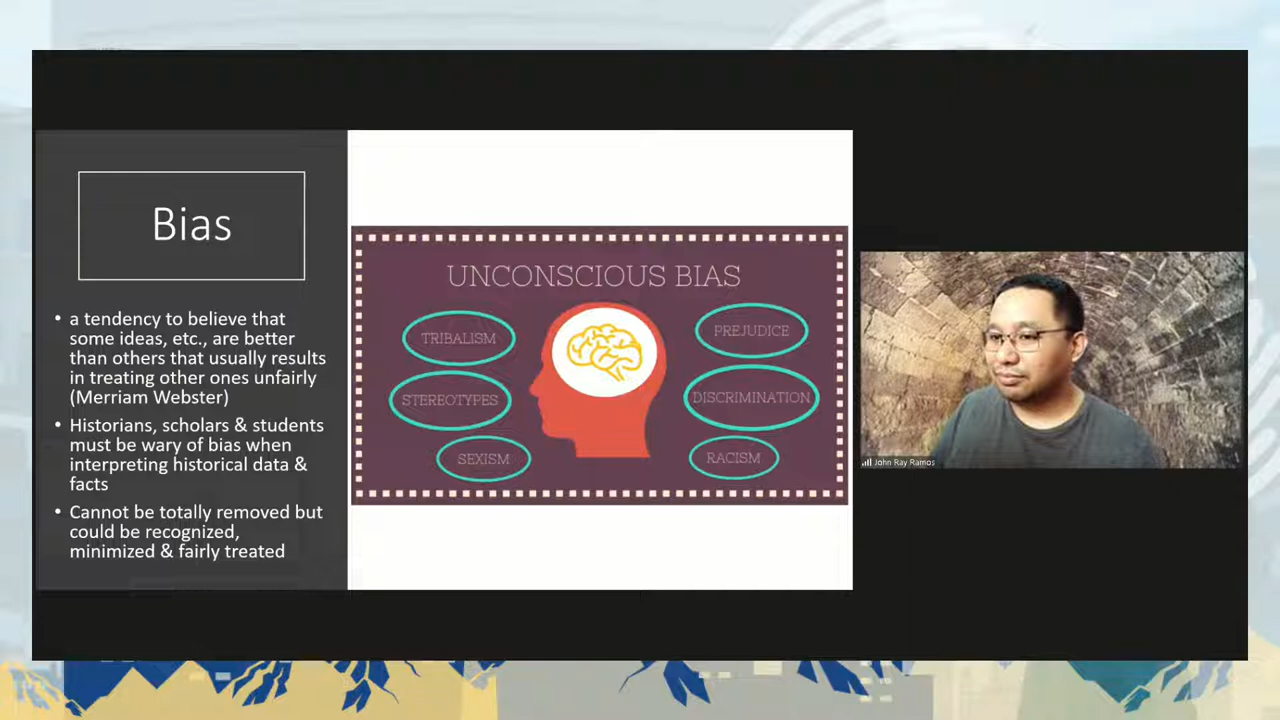 Bias
• a tendency to believe that
some ideas, etc., are better
than others that usually results
in treating other ones unfairly
(Merriam Webster)
• Historians, scholars & students
must be wary of bias when
interpreting historical data &
facts
• Cannot be totally removed but
could be recognized,
minimized & fairly treated
UNCONSCIOUS BIAS
TRIBALISM
STEREOTYPES
SEXISM
PREJUDICE
DISCRIMINATION
RACISM
John Ray Ramos